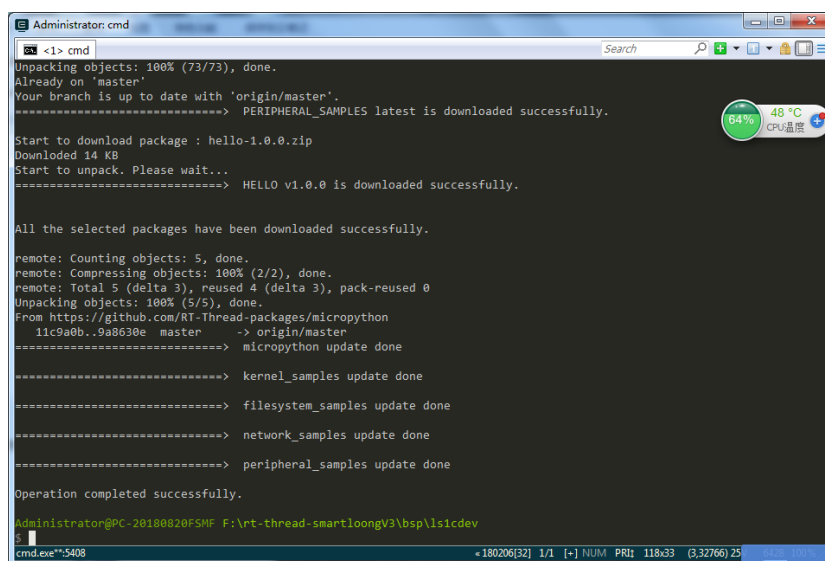 Administrator: cmd
<1> cmd
Search
Unpacking objects: 100% (73/73), done.
Already on 'master'
Your branch is up to date with 'origin/master'.
==============================> PERIPHERAL_SAMPLES latest is downloaded successfully.
64%
48 °C
CPU温度
Start to download package : hello-1.0.0.zip
Downloded 14 KB
Start to unpack. Please wait...
==============================> HELLO v1.0.0 is downloaded successfully.
All the selected packages have been downloaded successfully.
remote: Counting objects: 5, done.
remote: Compressing objects: 100% (2/2), done.
remote: Total 5 (delta 3), reused 4 (delta 3), pack-reused 0
Unpacking objects: 100% (5/5), done.
From https://github.com/RT-Thread-packages/micropython
11c9a0b..9a8630e master -> origin/master
==============================> micropython update done
==============================> kernel_samples update done
==============================> filesystem_samples update done
==============================> network_samples update done
==============================> peripheral_samples update done
Operation completed successfully.
Administrator@PC-20180820FSMF F:\rt-thread-smartloongV3\bsp\ls1cdev
$
cmd.exe*":5408 « 180206[32] 1/1 [+] NUM PRI↕ 118x33 (3,32766) 25V 6428 100%